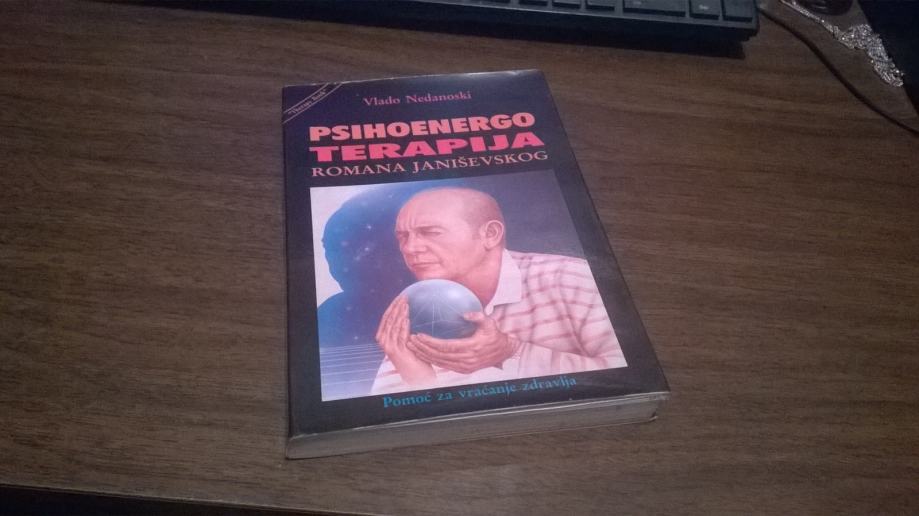 Vlado Nedanoski
PSIHOENERGO
TERAPIJA
ROMANA JANIŠEVSKOG
Pomoć za vraćanje zdravlja